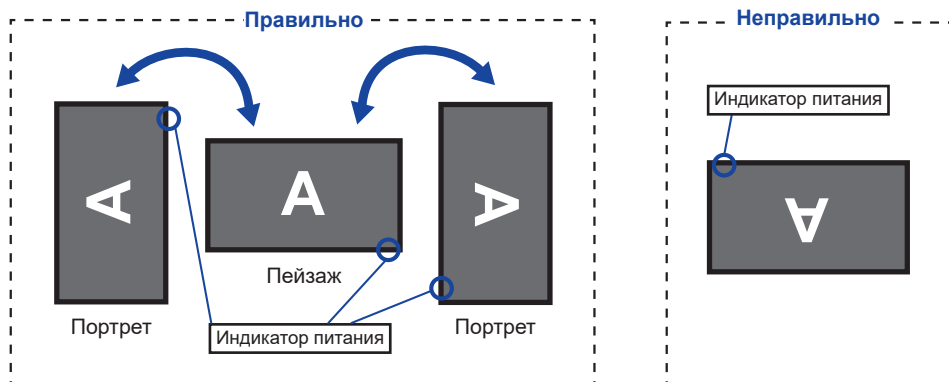 Правильно
A
A
A
Пейзаж
Портрет
Индикатор питания
Портрет
Неправильно
Индикатор питания
A